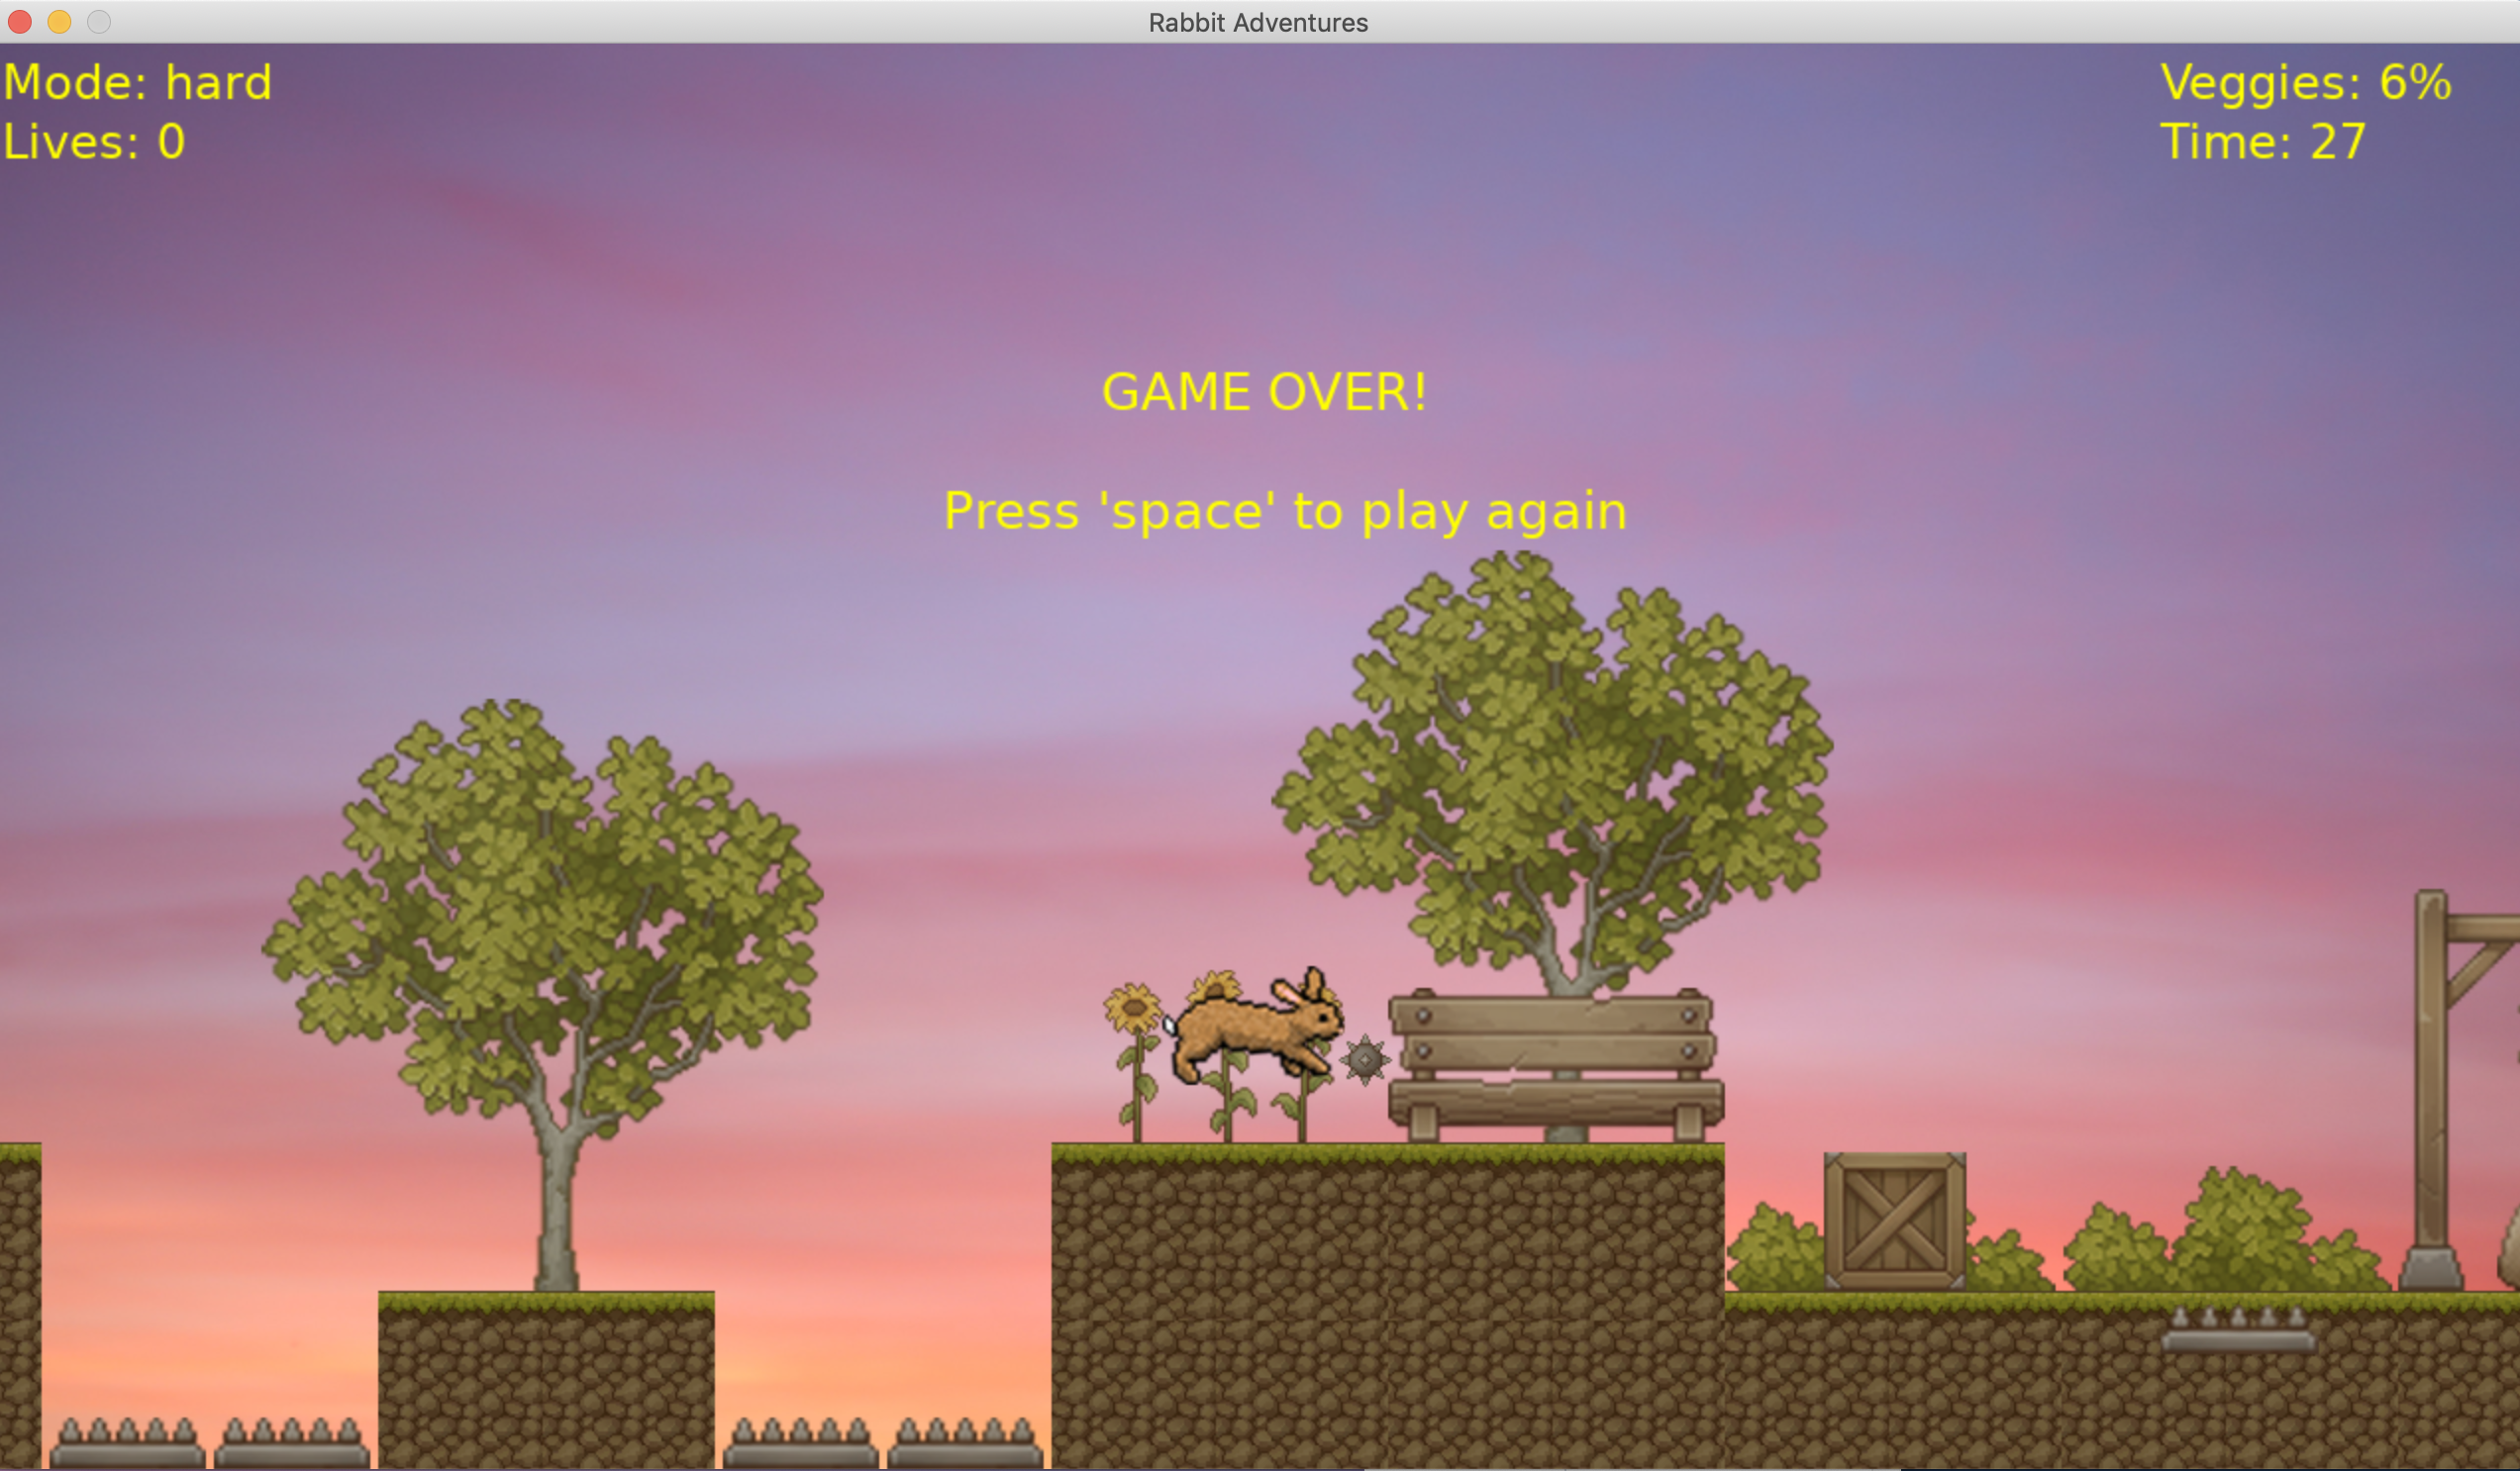 Rabbit Adventures
Mode: hard
Veggies: 6%
Lives: 0
Time: 27
GAME OVER!
Press 'space' to play again